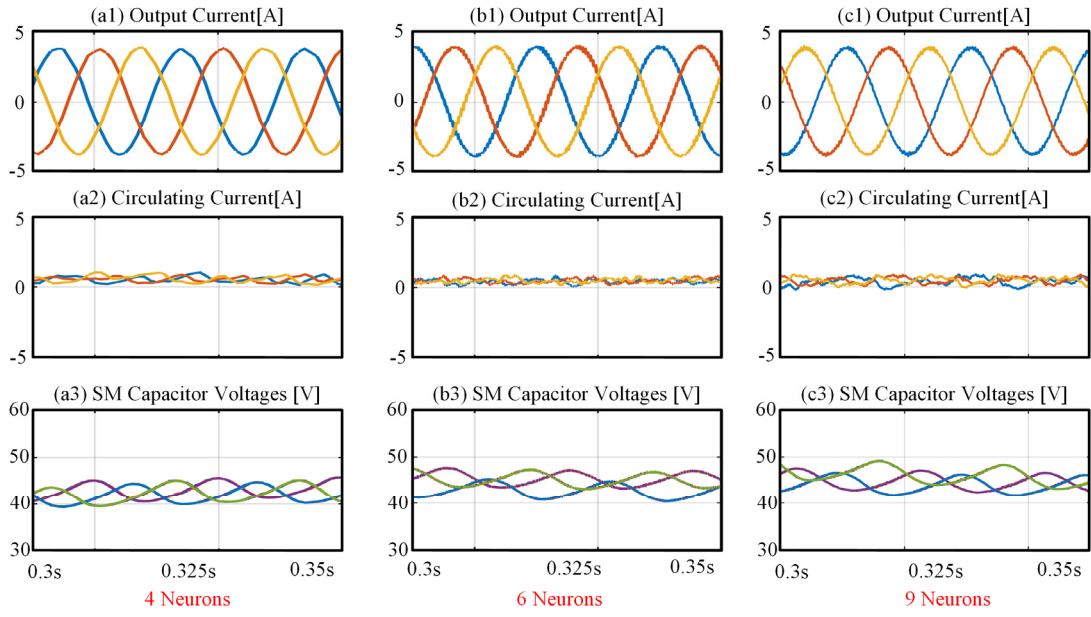 (a1) Output Current[A]
(b1) Output Current[A]
(c1) Output Current[A]
5
0
-5
5
0
-5
5
0
-5
(a2) Circulating Current[A]
(b2) Circulating Current[A]
(c2) Circulating Current[A]
5
0
-5
5
0
-5
5
0
-5
(a3) SM Capacitor Voltages [V]
(b3) SM Capacitor Voltages [V]
(c3) SM Capacitor Voltages [V]
60
50
40
30
60
50
40
30
60
50
40
30
0.3s 0.325s 0.35s
0.3s 0.325s 0.35s
0.3s 0.325s 0.35s
4 Neurons
6 Neurons
9 Neurons